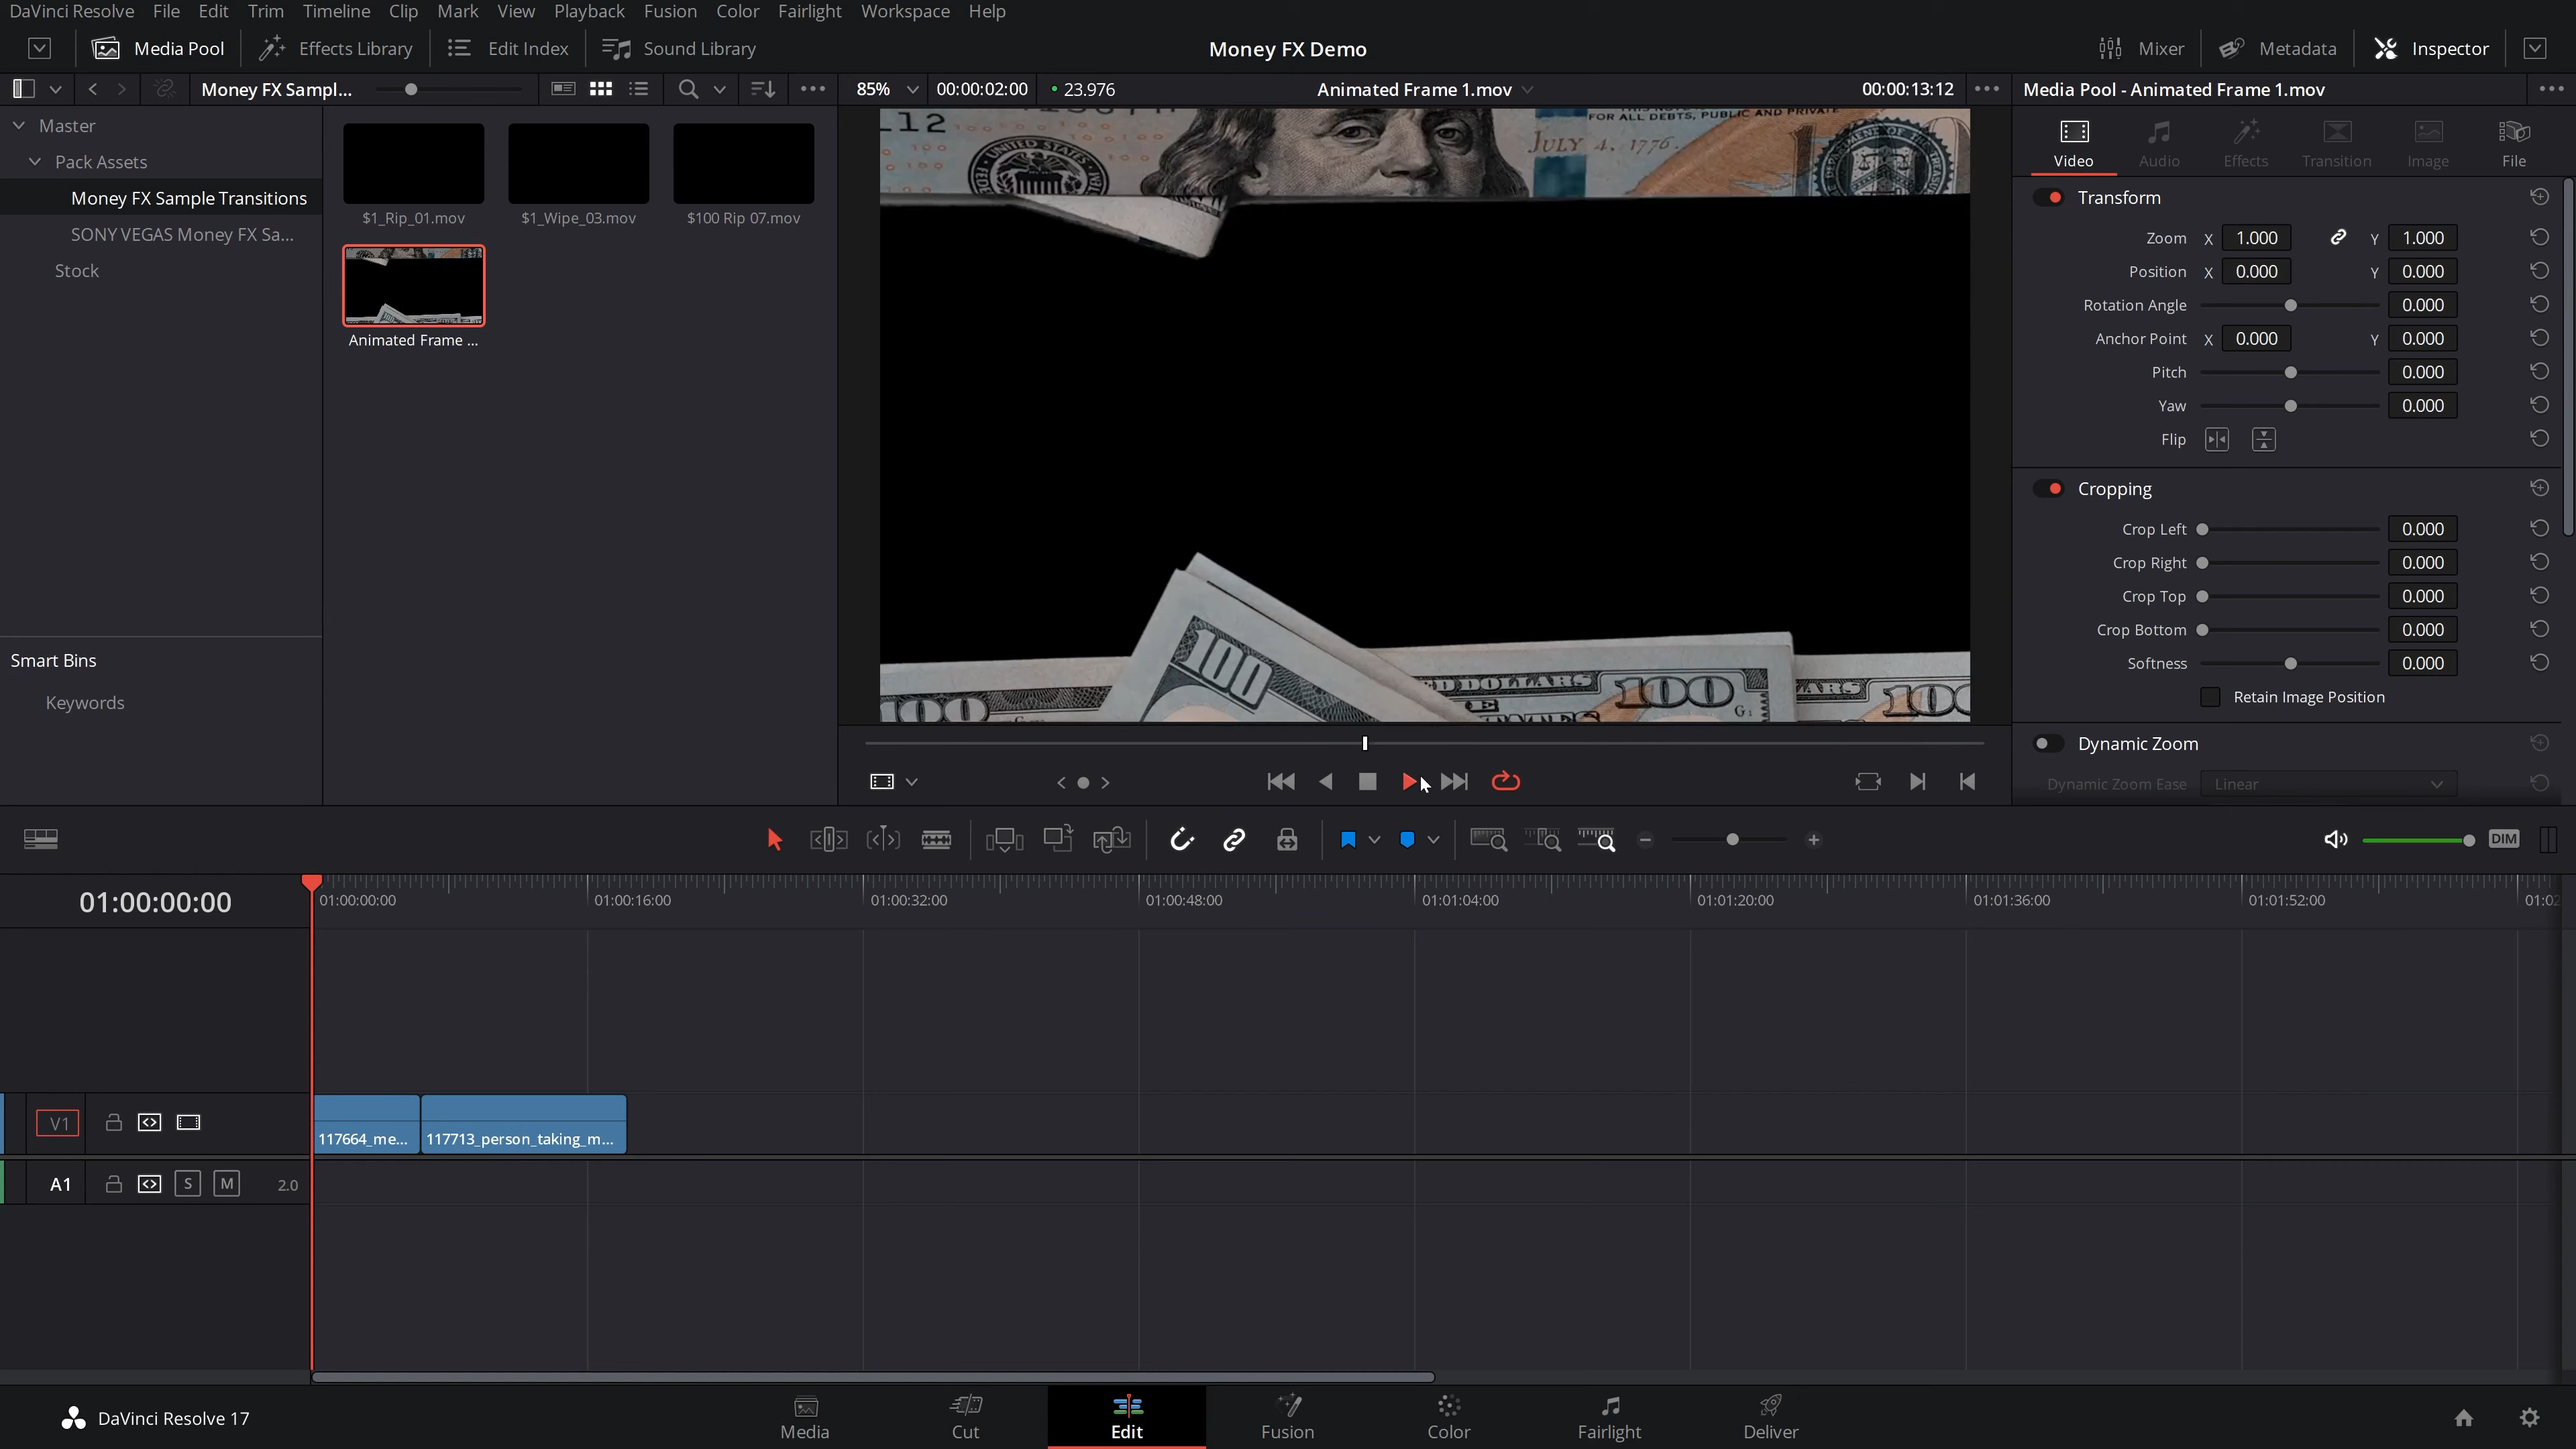 DaVinci Resolve File Edit Trim Timeline Clip Mark View Playback Fusion Color Fairlight Workspace Help
Media Pool Effects Library Edit Index Sound Library Money FX Demo Mixer Metadata Inspector
Money FX Sampl... 85% 00:00:02:00 23.976 Animated Frame 1.mov 00:00:13:12 Media Pool - Animated Frame 1.mov
Master
Pack Assets
Money FX Sample Transitions
SONY VEGAS Money FX Sa...
Stock
Smart Bins
Keywords
$1_Rip_01.mov $1_Wipe_03.mov $100 Rip 07.mov
Animated Frame ...
FOR ALL DEBTS, PUBLIC AND PRIVATE
12
JULY 4, 1776.
UNITED STATES
100
DOLLARS 100
100
Video Audio Effects Transition Image File
Transform
Zoom X 1.000 Y 1.000
Position X 0.000 Y 0.000
Rotation Angle 0.000
Anchor Point X 0.000 Y 0.000
Pitch 0.000
Yaw 0.000
Flip
Cropping
Crop Left 0.000
Crop Right 0.000
Crop Top 0.000
Crop Bottom 0.000
Softness 0.000
Retain Image Position
Dynamic Zoom
Dynamic Zoom Ease Linear
DIM
01:00:00:00
01:00:00:00 01:00:16:00 01:00:32:00 01:00:48:00 01:01:04:00 01:01:20:00 01:01:36:00 01:01:52:00 01:02
V1
117664_me... 117713_person_taking_m...
A1 S M 2.0
DaVinci Resolve 17
Media Cut Edit Fusion Color Fairlight Deliver